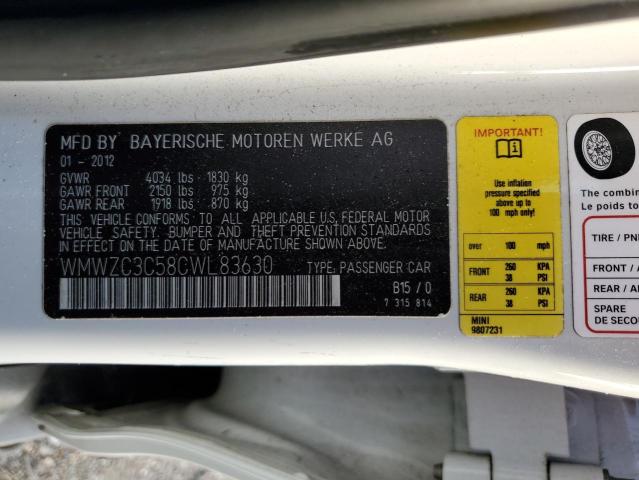 MFD BY BAYERISCHE MOTOREN WERKE AG
01 - 2012
GVWR 4034 lbs 1830 kg
GAWR FRONT 2150 lbs 975 kg
GAWR REAR 1918 lbs 870 kg
THIS VEHICLE CONFORMS TO ALL APPLICABLE U.S. FEDERAL MOTOR
VEHICLE SAFETY, BUMPER, AND THEFT PREVENTION STANDARDS
IN EFFECT ON THE DATE OF MANUFACTURE SHOWN ABOVE.
WMWZC3C58CWL83630 TYPE: PASSENGER CAR
B15 / 0
7 315 814
IMPORTANT!
Use inflation
pressure specified
above up to
100 mph only!
over 100 mph
FRONT 260 KPA
38 PSI
REAR 260 KPA
38 PSI
MINI
9807231
The combin
Le poids to
TIRE / PN
FRONT / A
REAR / AR
SPARE
DE SECOU